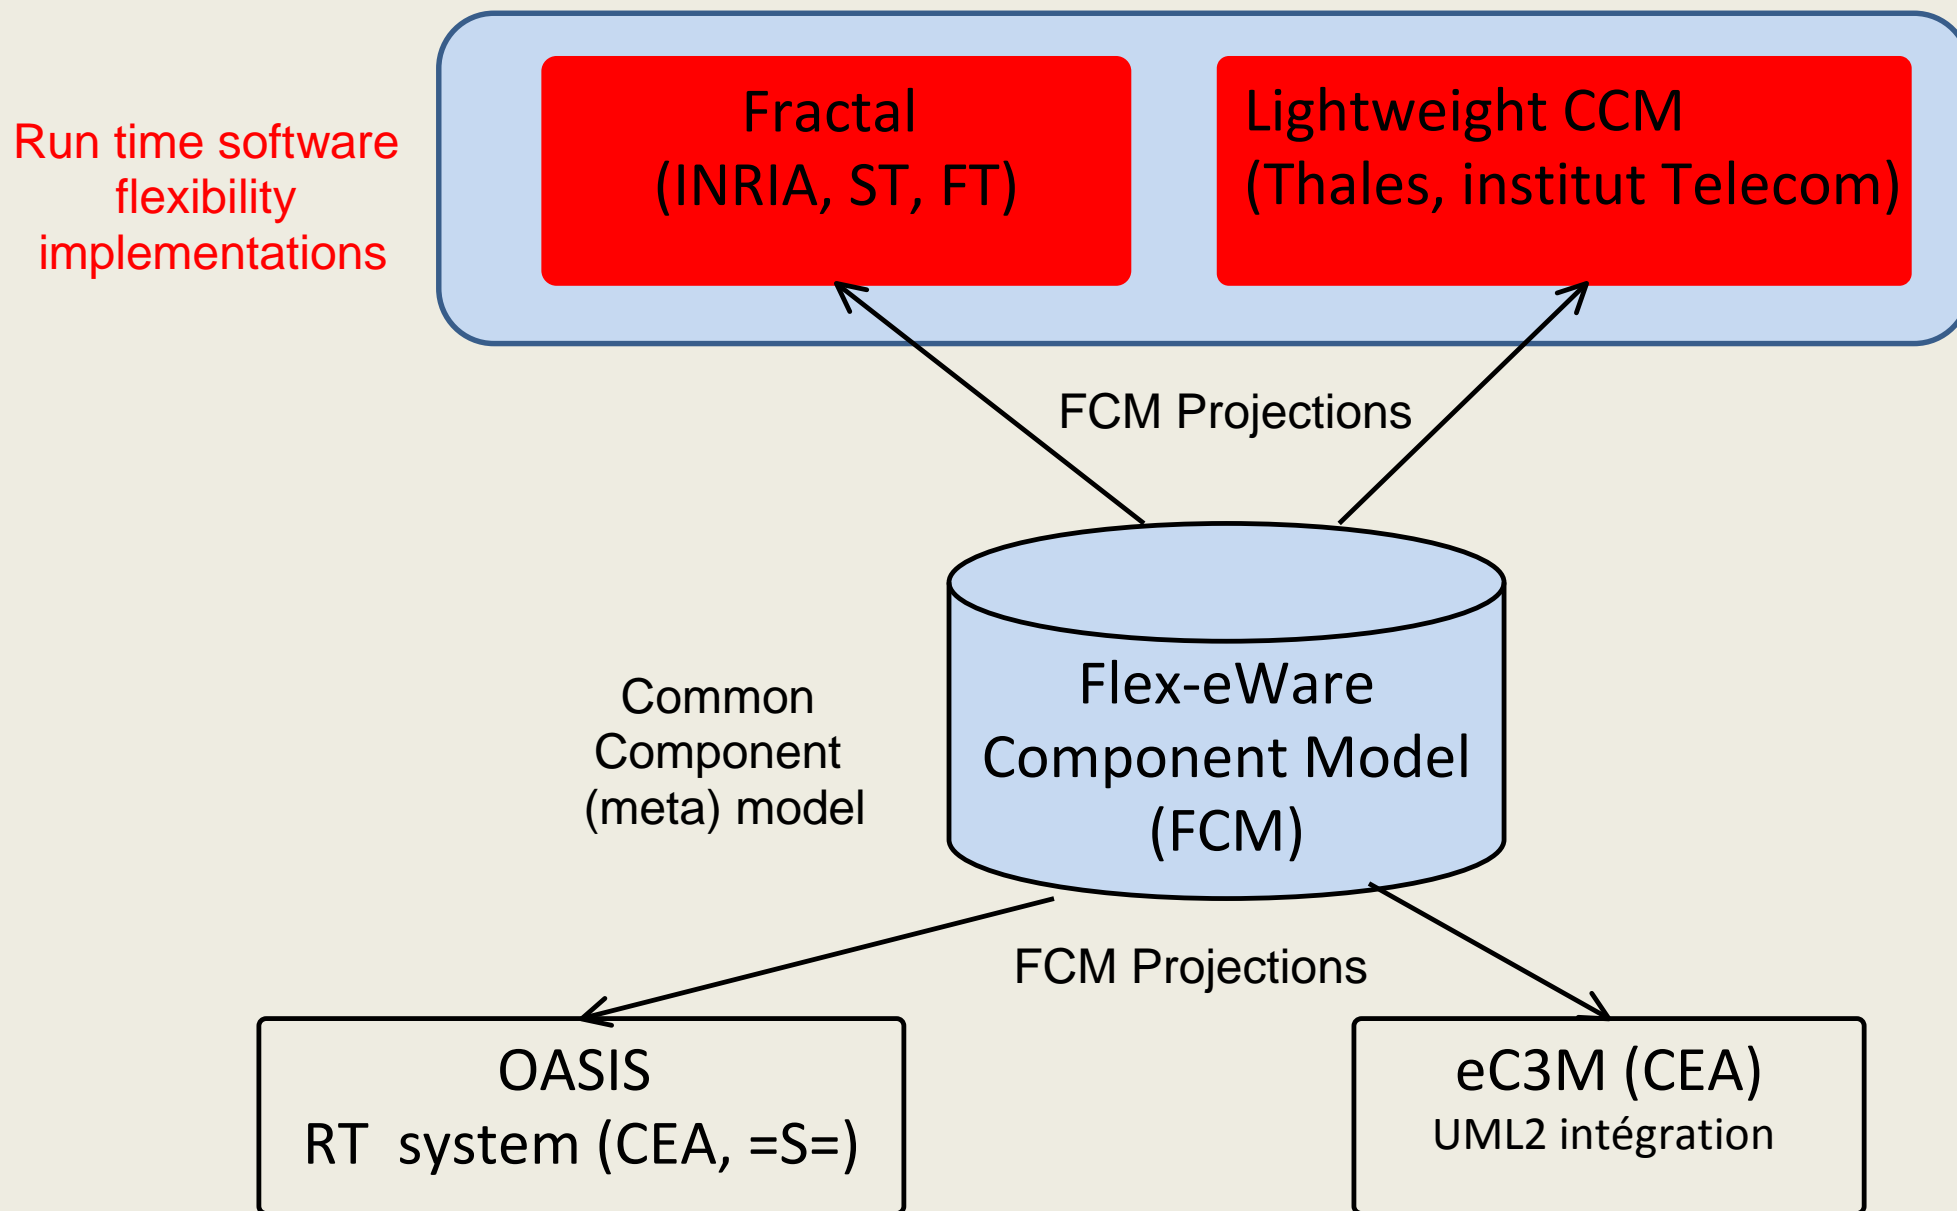 Run time software
flexibility
implementations
Fractal
(INRIA, ST, FT)
Lightweight CCM
(Thales, institut Telecom)
FCM Projections
Common
Component
(meta) model
Flex-eWare
Component Model
(FCM)
FCM Projections
OASIS
RT system (CEA, =S=)
eC3M (CEA)
UML2 intégration